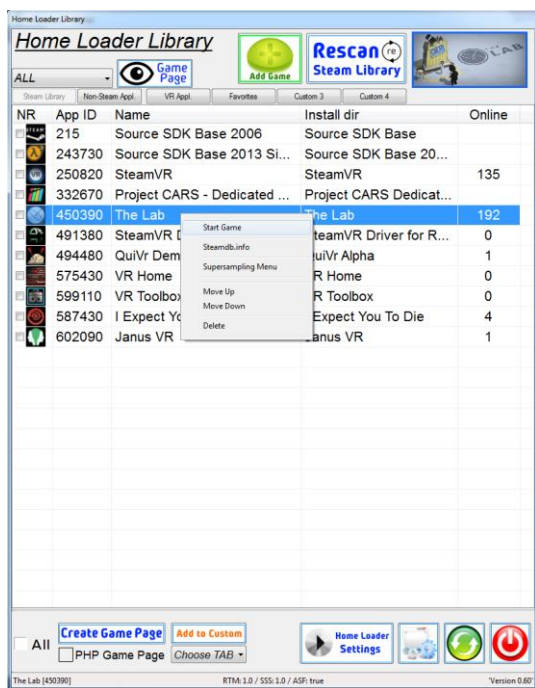 Home Loader Library
Home Loader Library
ALL
Game Page
Add Game
Rescan
Steam Library
LAB
Steam Library Non-Steam Appl. VR Appl. Favorites Custom 3 Custom 4
NR App ID Name Install dir Online
215 Source SDK Base 2006 Source SDK Base
243730 Source SDK Base 2013 Si... Source SDK Base 20...
250820 SteamVR SteamVR 135
332670 Project CARS - Dedicated ... Project CARS Dedicat...
450390 The Lab The Lab 192
491380 SteamVR D teamVR Driver for R... 0
494480 QuiVr Dem uiVr Alpha 1
575430 VR Home R Home 0
599110 VR Toolbox R Toolbox 0
587430 I Expect Yo Expect You To Die 4
602090 Janus VR anus VR 1
Start Game
Steamdb.info
Supersampling Menu
Move Up
Move Down
Delete
All
Create Game Page
Add to Custom
PHP Game Page
Choose TAB
Home Loader
Settings
The Lab [450390] RTM: 1.0 / SSS: 1.0 / ASF: true 'Version 0.60'